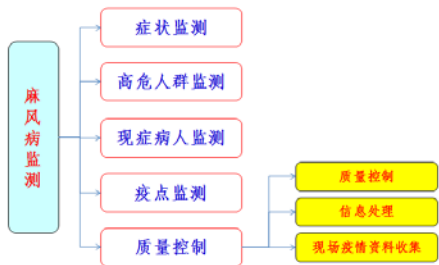 麻风病监测
症状监测
高危人群监测
现症病人监测
疫点监测
质量控制
质量控制
信息处理
现场疫情资料收集